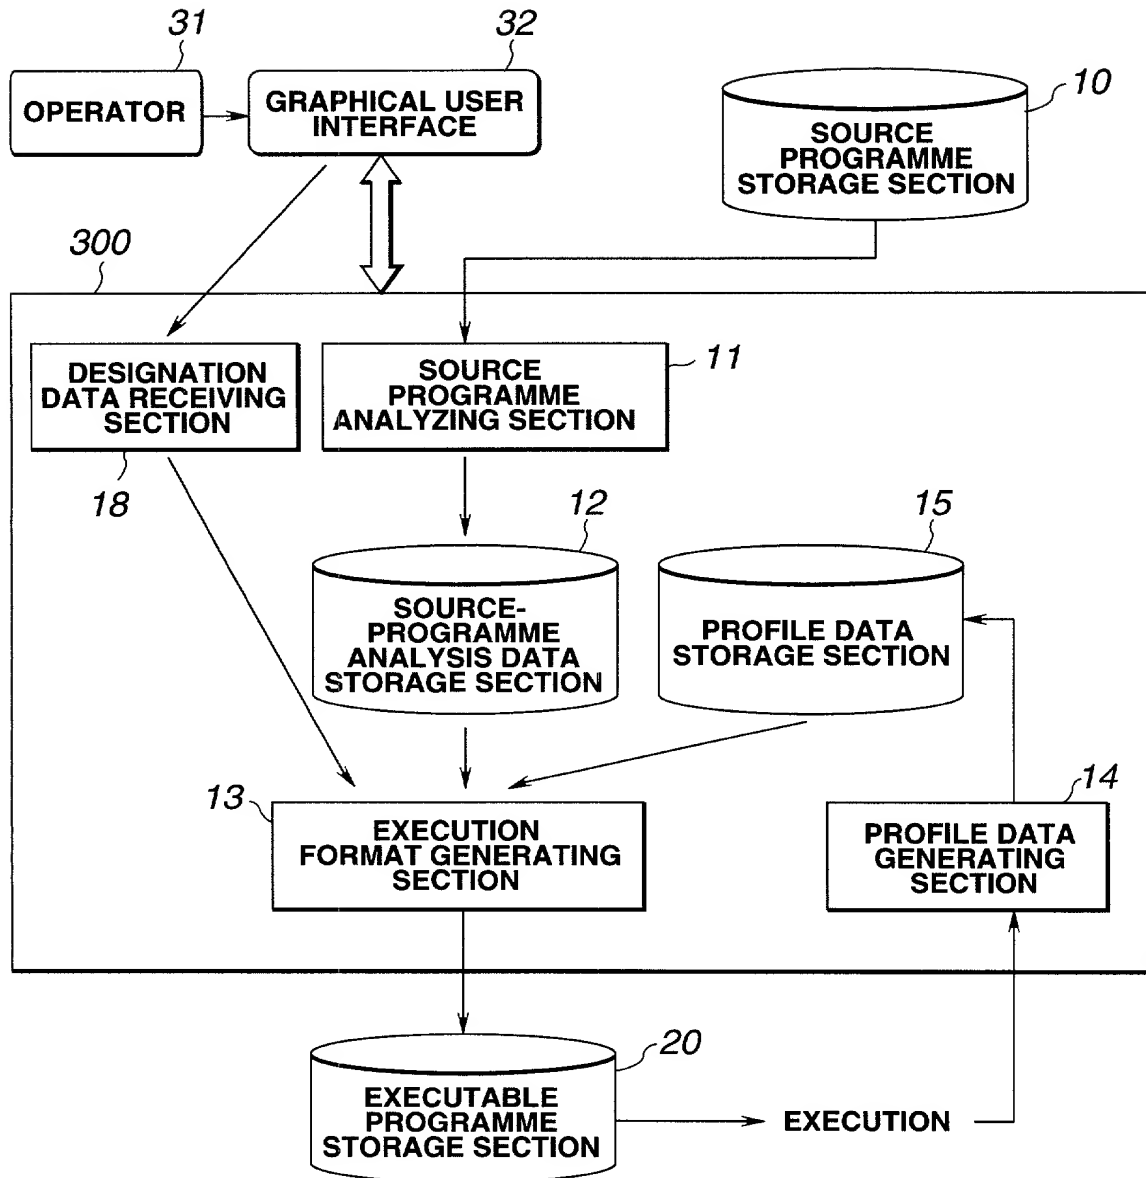 31
32
OPERATOR
GRAPHICAL USER
INTERFACE
10
SOURCE
PROGRAMME
STORAGE SECTION
300
DESIGNATION
DATA RECEIVING
SECTION
18
SOURCE
PROGRAMME
ANALYZING SECTION
11
12
SOURCE-
PROGRAMME
ANALYSIS DATA
STORAGE SECTION
15
PROFILE DATA
STORAGE SECTION
13
EXECUTION
FORMAT GENERATING
SECTION
14
PROFILE DATA
GENERATING
SECTION
20
EXECUTABLE
PROGRAMME
STORAGE SECTION
EXECUTION